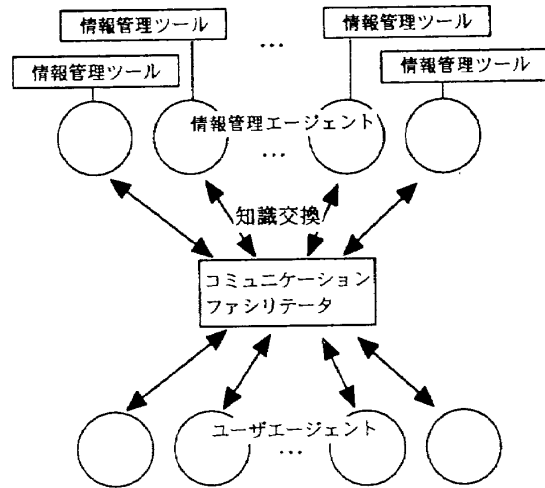 情報管理ツール
…
情報管理ツール
情報管理ツール
情報管理ツール
情報管理エージェント
…
知識交換
コミュニケーション
ファシリテータ
ユーザエージェント
…